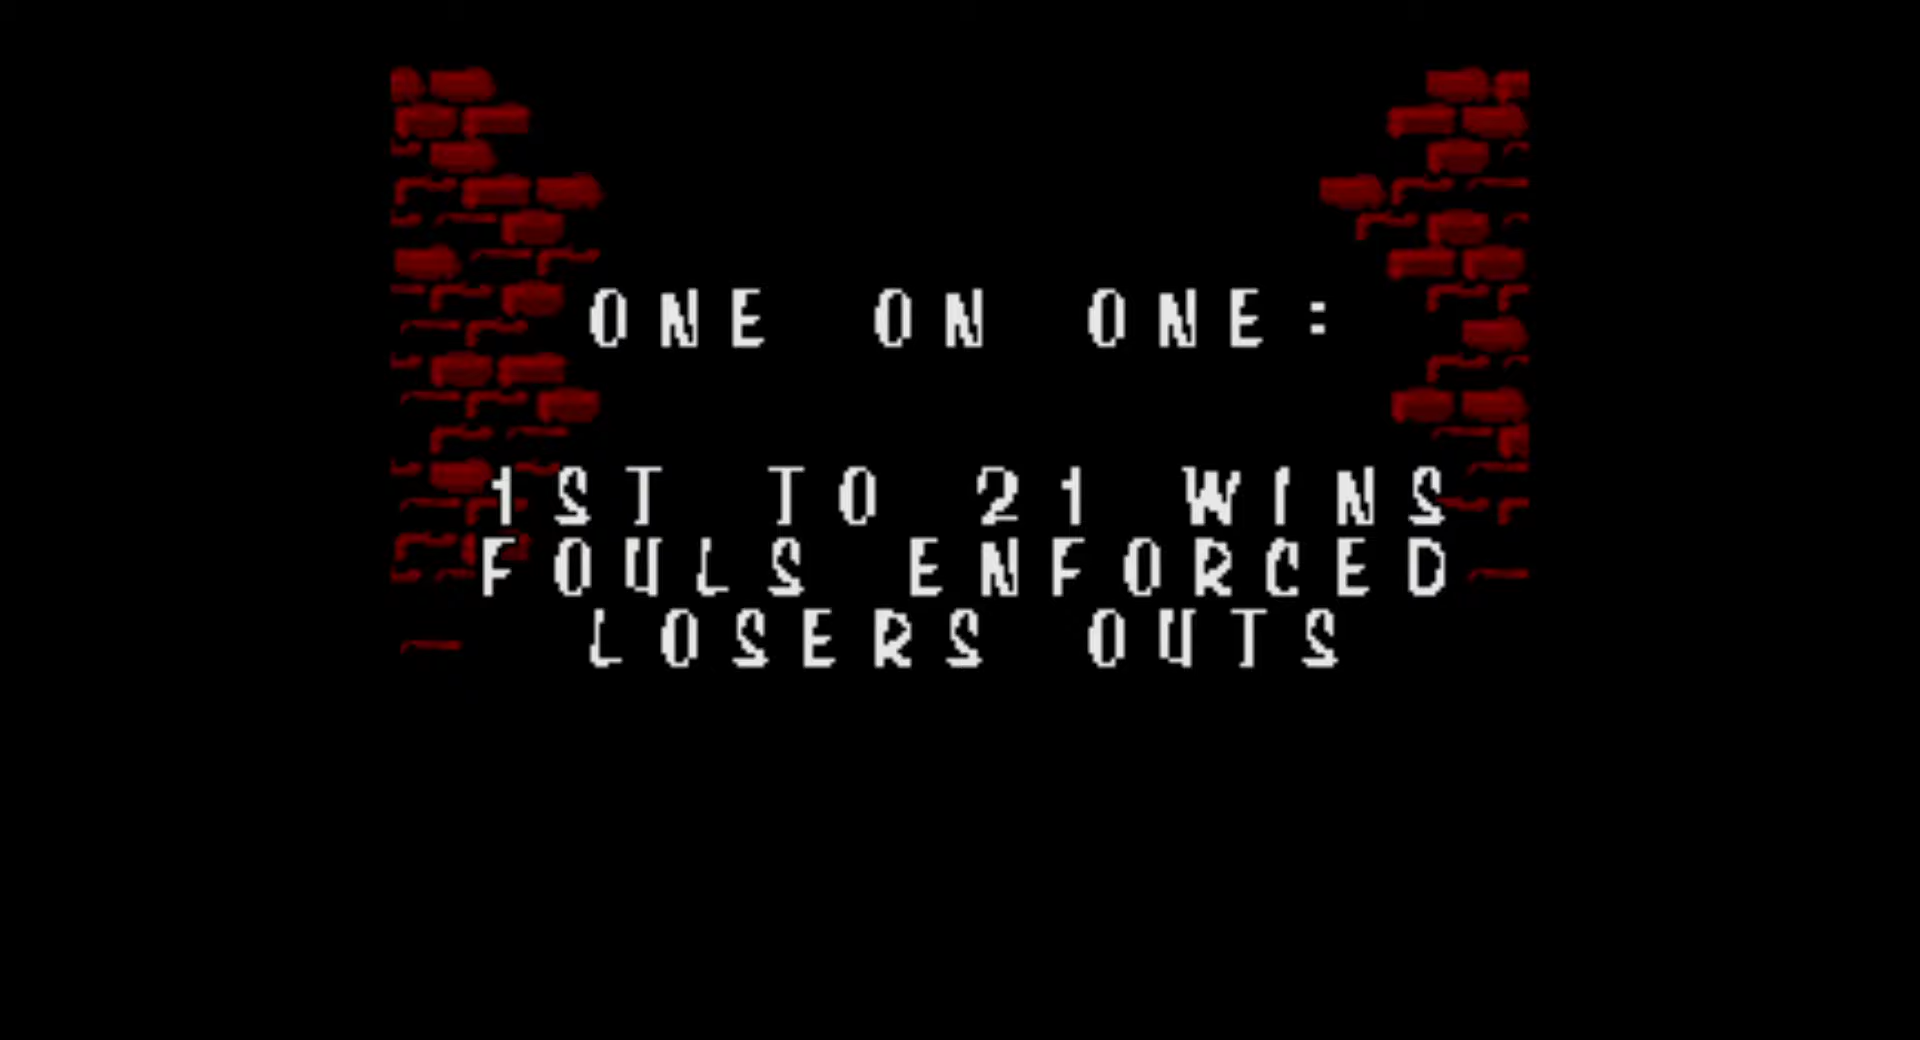 ONE ON ONE:
1ST TO 21 WINS
FOULS ENFORCED
LOSERS OUTS